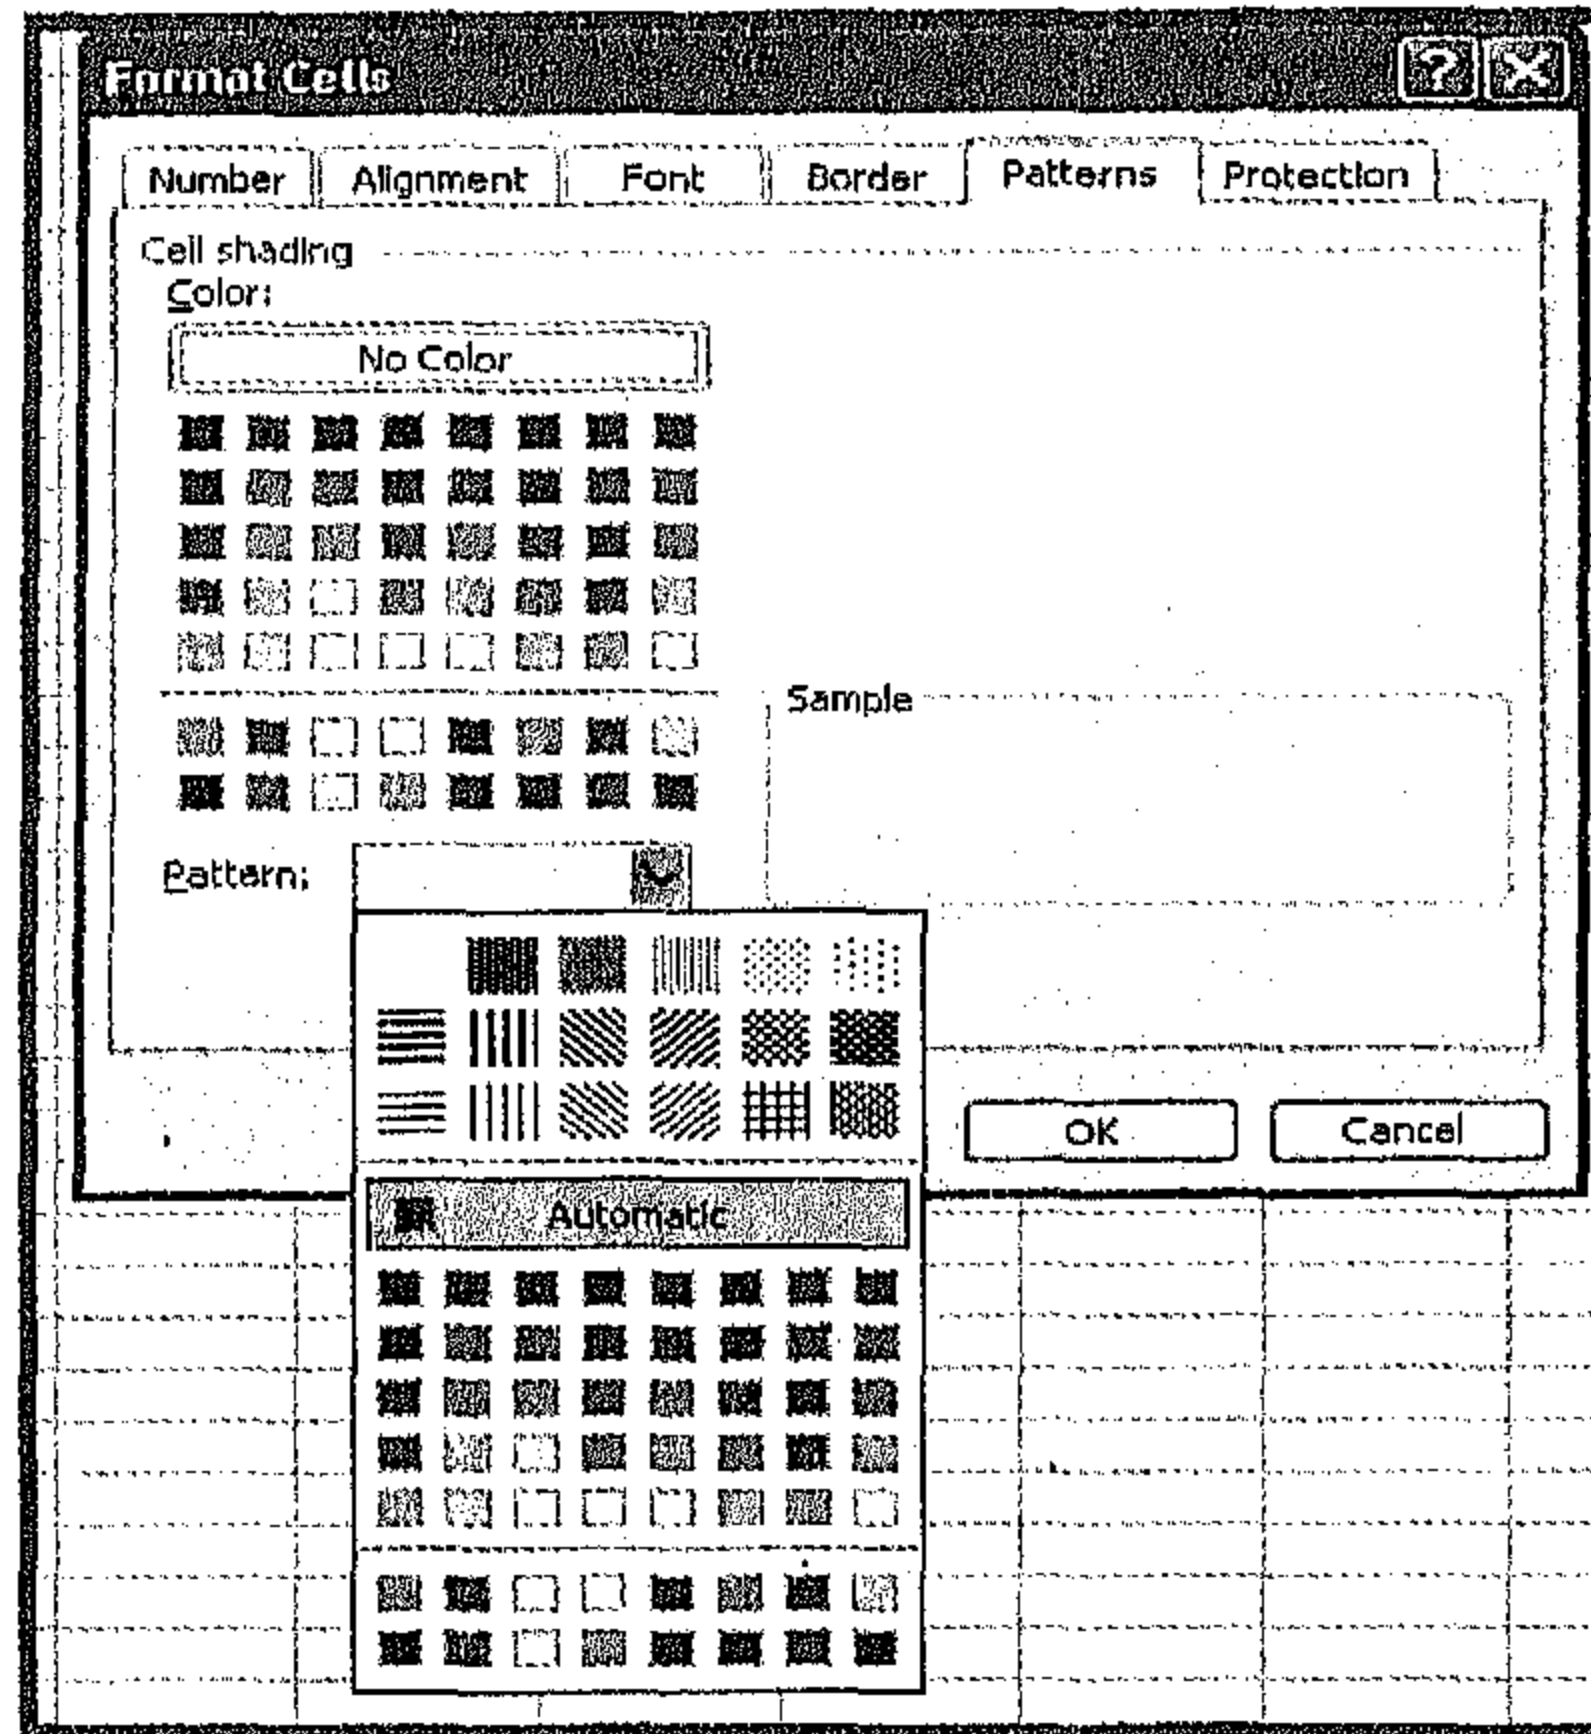 Format Cells
Number Alignment Font Border Patterns Protection
Cell shading
Color:
No Color
Sample
Pattern:
OK Cancel
Automatic